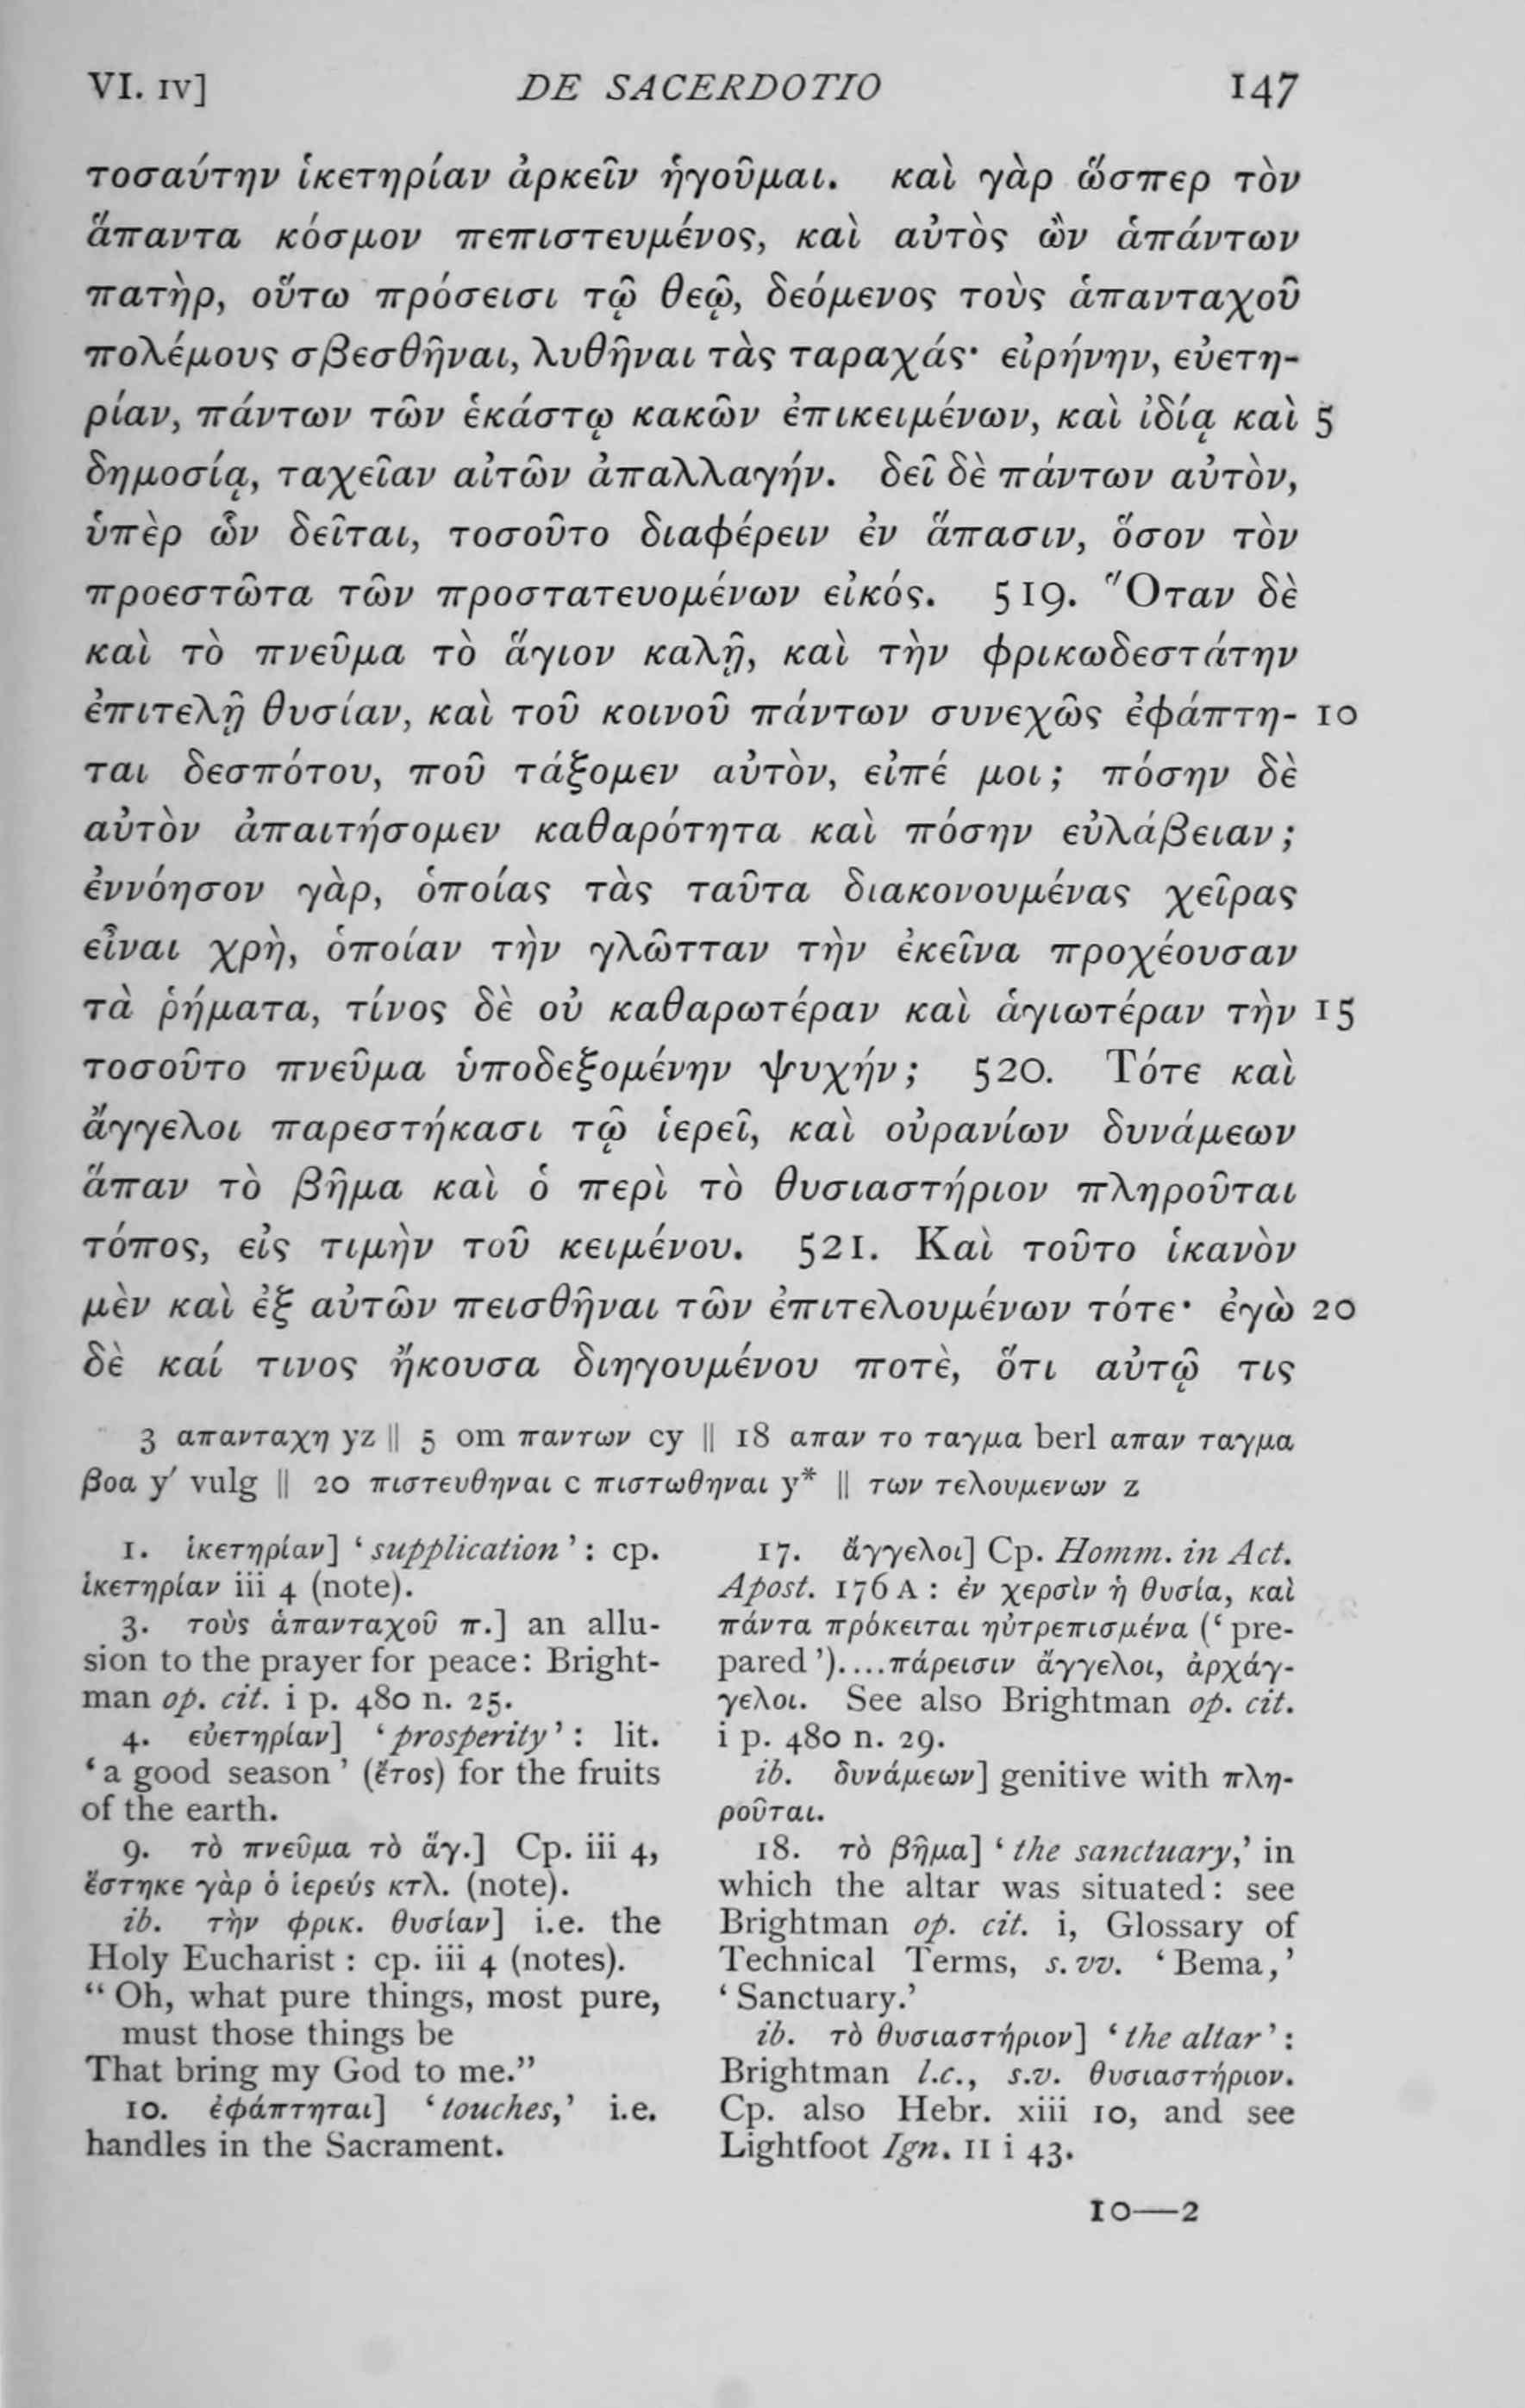 VI. IV] DE SACERDOTIO 147
τοσαύτην ἱκετηρίαν ἀρκεῖν ἡγοῦμαι. καὶ γὰρ ὥσπερ τὸν
ἅπαντα κόσμον πεπιστευμένος, καὶ αὐτὸς ὢν ἁπάντων
πατὴρ, οὕτω πρόσεισι τῷ θεῷ, δεόμενος τοὺς ἁπανταχοῦ
πολέμους σβεσθῆναι, λυθῆναι τὰς ταραχάς· εἰρήνην, εὐετη-
ρίαν, πάντων τῶν ἑκάστῳ κακῶν ἐπικειμένων, καὶ ἰδίᾳ καὶ 5
δημοσίᾳ, ταχεῖαν αἰτῶν ἀπαλλαγήν. δεῖ δὲ πάντων αὐτὸν,
ὑπὲρ ὧν δεῖται, τοσοῦτο διαφέρειν ἐν ἅπασιν, ὅσον τὸν
προεστῶτα τῶν προστατευομένων εἰκός. 519. Ὅταν δὲ
καὶ τὸ πνεῦμα τὸ ἅγιον καλῇ, καὶ τὴν φρικωδεστάτην
ἐπιτελῇ θυσίαν, καὶ τοῦ κοινοῦ πάντων συνεχῶς ἐφάπτη- 10
ται δεσπότου, ποῦ τάξομεν αὐτὸν, εἰπέ μοι; πόσην δὲ
αὐτὸν ἀπαιτήσομεν καθαρότητα καὶ πόσην εὐλάβειαν;
ἐννόησον γὰρ, ὁποίας τὰς ταῦτα διακονουμένας χεῖρας
εἶναι χρὴ, ὁποίαν τὴν γλῶτταν τὴν ἐκεῖνα προχέουσαν
τὰ ῥήματα, τίνος δὲ οὐ καθαρωτέραν καὶ ἁγιωτέραν τὴν 15
τοσοῦτο πνεῦμα ὑποδεξομένην ψυχήν; 520. Τότε καὶ
ἄγγελοι παρεστήκασι τῷ ἱερεῖ, καὶ οὐρανίων δυνάμεων
ἅπαν τὸ βῆμα καὶ ὁ περὶ τὸ θυσιαστήριον πληροῦται
τόπος, εἰς τιμὴν τοῦ κειμένου. 521. Καὶ τοῦτο ἱκανὸν
μὲν καὶ ἐξ αὐτῶν πεισθῆναι τῶν ἐπιτελουμένων τότε· ἐγὼ 20
δὲ καί τινος ἤκουσα διηγουμένου ποτὲ, ὅτι αὐτῷ τις
3 απανταχη yz || 5 om παντων cy || 18 απαν το ταγμα berl απαν ταγμα
βοα y′ vulg || 20 πιστευθηναι c πιστωθηναι y* || των τελουμενων z
1. ἱκετηρίαν] ‘supplication’: cp.
ἱκετηρίαν iii 4 (note).
3. τοὺς ἁπανταχοῦ π.] an allu-
sion to the prayer for peace: Bright-
man op. cit. i p. 480 n. 25.
4. εὐετηρίαν] ‘prosperity’: lit.
‘a good season’ (ἔτος) for the fruits
of the earth.
9. τὸ πνεῦμα τὸ ἅγ.] Cp. iii 4,
ἕστηκε γὰρ ὁ ἱερεύς κτλ. (note).
ib. τὴν φρικ. θυσίαν] i.e. the
Holy Eucharist: cp. iii 4 (notes).
“Oh, what pure things, most pure,
must those things be
That bring my God to me.”
10. ἐφάπτηται] ‘touches,’ i.e.
handles in the Sacrament.
17. ἄγγελοι] Cp. Homm. in Act.
Apost. 176 A: ἐν χερσὶν ἡ θυσία, καὶ
πάντα πρόκειται ηὐτρεπισμένα (‘pre-
pared’)....πάρεισιν ἄγγελοι, ἀρχάγ-
γελοι. See also Brightman op. cit.
i p. 480 n. 29.
ib. δυνάμεων] genitive with πλη-
ροῦται.
18. τὸ βῆμα] ‘the sanctuary,’ in
which the altar was situated: see
Brightman op. cit. i, Glossary of
Technical Terms, s. vv. ‘Bema,’
‘Sanctuary.’
ib. τὸ θυσιαστήριον] ‘the altar’:
Brightman l.c., s.v. θυσιαστήριον.
Cp. also Hebr. xiii 10, and see
Lightfoot Ign. II i 43.
10—2